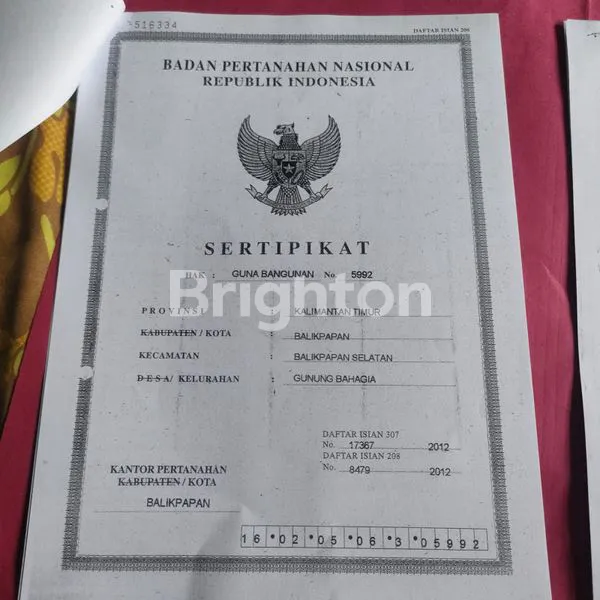 516334
DAFTAR ISIAN 206
BADAN PERTANAHAN NASIONAL
REPUBLIK INDONESIA
SERTIPIKAT
HAK : GUNA BANGUNAN No. 5992
Brighton
PROVINSI : KALIMANTAN TIMUR
KABUPATEN / KOTA : BALIKPAPAN
KECAMATAN : BALIKPAPAN SELATAN
DESA/ KELURAHAN : GUNUNG BAHAGIA
DAFTAR ISIAN 307
No. 17367 2012
DAFTAR ISIAN 208
No. 8479 2012
KANTOR PERTANAHAN
KABUPATEN / KOTA
BALIKPAPAN
16•02•05•06•3•05992